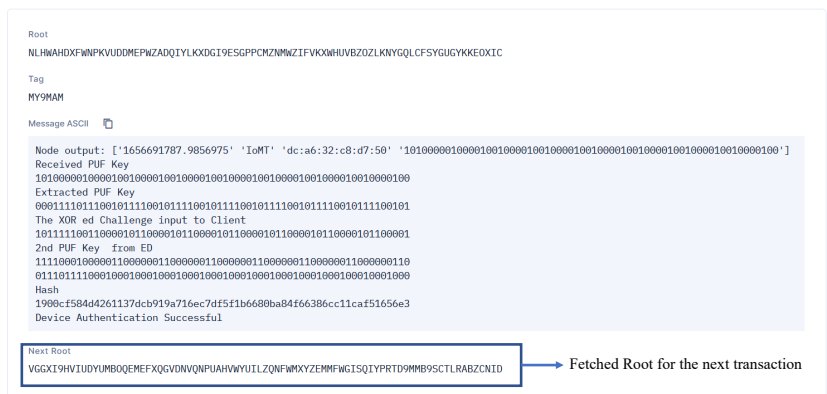 Root
NLHWAHDXFWNPKVUDDMEPWZADQIYLKXDGI9ESGPPCMZNMWZIFVKXWHUVBZOZLKNYGQLCFSYGUGYKKEOXIC
Tag
MY9MAM
Message ASCII
Node output: ['1656691787.9856975' 'IoMT' 'dc:a6:32:c8:d7:50' '1010000010000100100001001000010010000100100001001000010010000100']
Received PUF Key
1010000010000100100001001000010010000100100001001000010010000100
Extracted PUF Key
0001111011100101111001011110010111100101111001011110010111100101
The XOR ed Challenge input to Client
1011111001100001011000010110000101100001011000010110000101100001
2nd PUF Key  from ED
1111000100000110000001100000011000000110000001100000011000000110
0111011110001000100010001000100010001000100010001000100010001000
Hash
1900cf584d4261137dcb919a716ec7df5f1b6680ba84f66386cc11caf51656e3
Device Authentication Successful
Next Root
VGGXI9HVIUDYUMBOQEMEFXQGVDNVQNPUAHVWYUILZQNFWMXYZEMMFWGISQIYPRTD9MMB9SCTLRABZCNID
Fetched Root for the next transaction